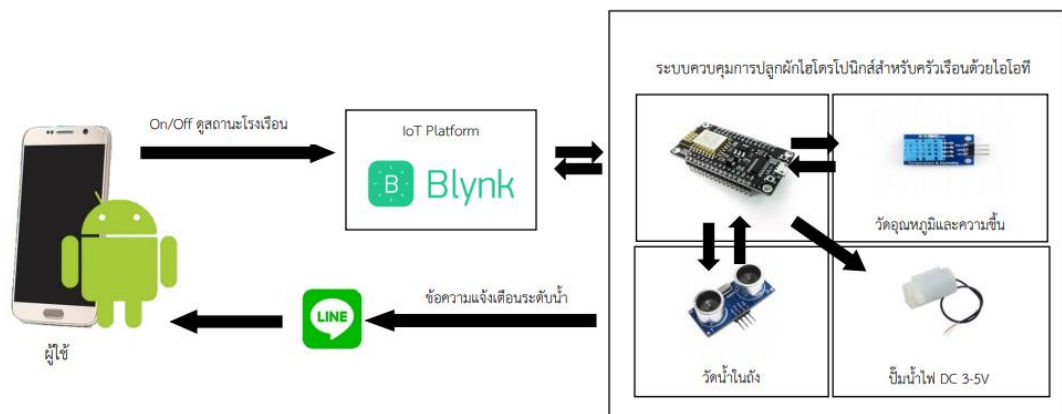 ระบบควบคุมการปลูกผักไฮโดรโปนิกส์สำหรับครัวเรือนด้วยไอโอที
On/Off ดูสถานะโรงเรือน
IoT Platform
B Blynk
วัดอุณหภูมิและความชื้น
ข้อความแจ้งเตือนระดับน้ำ
LINE
ผู้ใช้
วัดน้ำในถัง
ปั๊มน้ำไฟ DC 3-5V